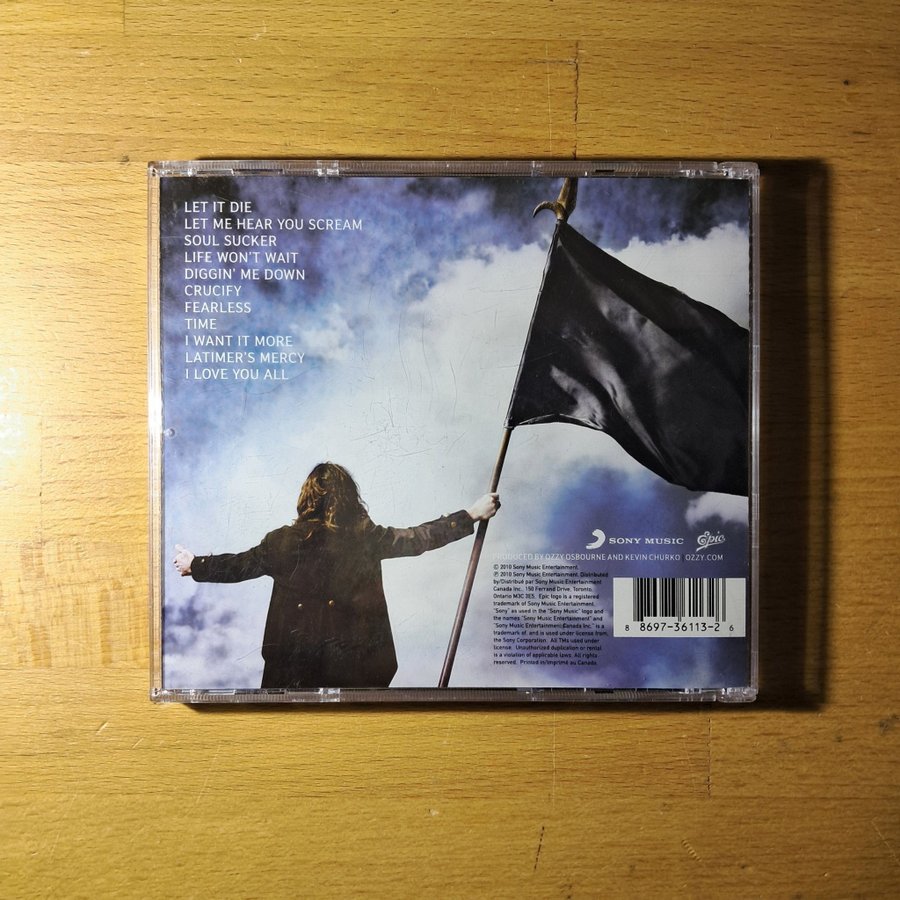 LET IT DIE
LET ME HEAR YOU SCREAM
SOUL SUCKER
LIFE WON'T WAIT
DIGGIN' ME DOWN
CRUCIFY
FEARLESS
TIME
I WANT IT MORE
LATIMER'S MERCY
I LOVE YOU ALL
SONY MUSIC Epic
PRODUCED BY OZZY OSBOURNE AND KEVIN CHURKO OZZY.COM
© 2010 Sony Music Entertainment.
℗ 2010 Sony Music Entertainment. Distributed
by/Distribué par Sony Music Entertainment
Canada Inc., 190 Ferrand Drive, Toronto,
Ontario M3C 3E5. Epic logo is a registered
trademark of Sony Music Entertainment.
"Sony" as used in the "Sony Music" logo and
the names "Sony Music Entertainment" and
"Sony Music Entertainment Canada Inc." is a
trademark of, and is used under license from,
the Sony Corporation. All TMs used under
license. Unauthorized duplication or rental
is a violation of applicable laws. All rights
reserved. Printed in/Imprimé au Canada.
8 8697-36113-2 6